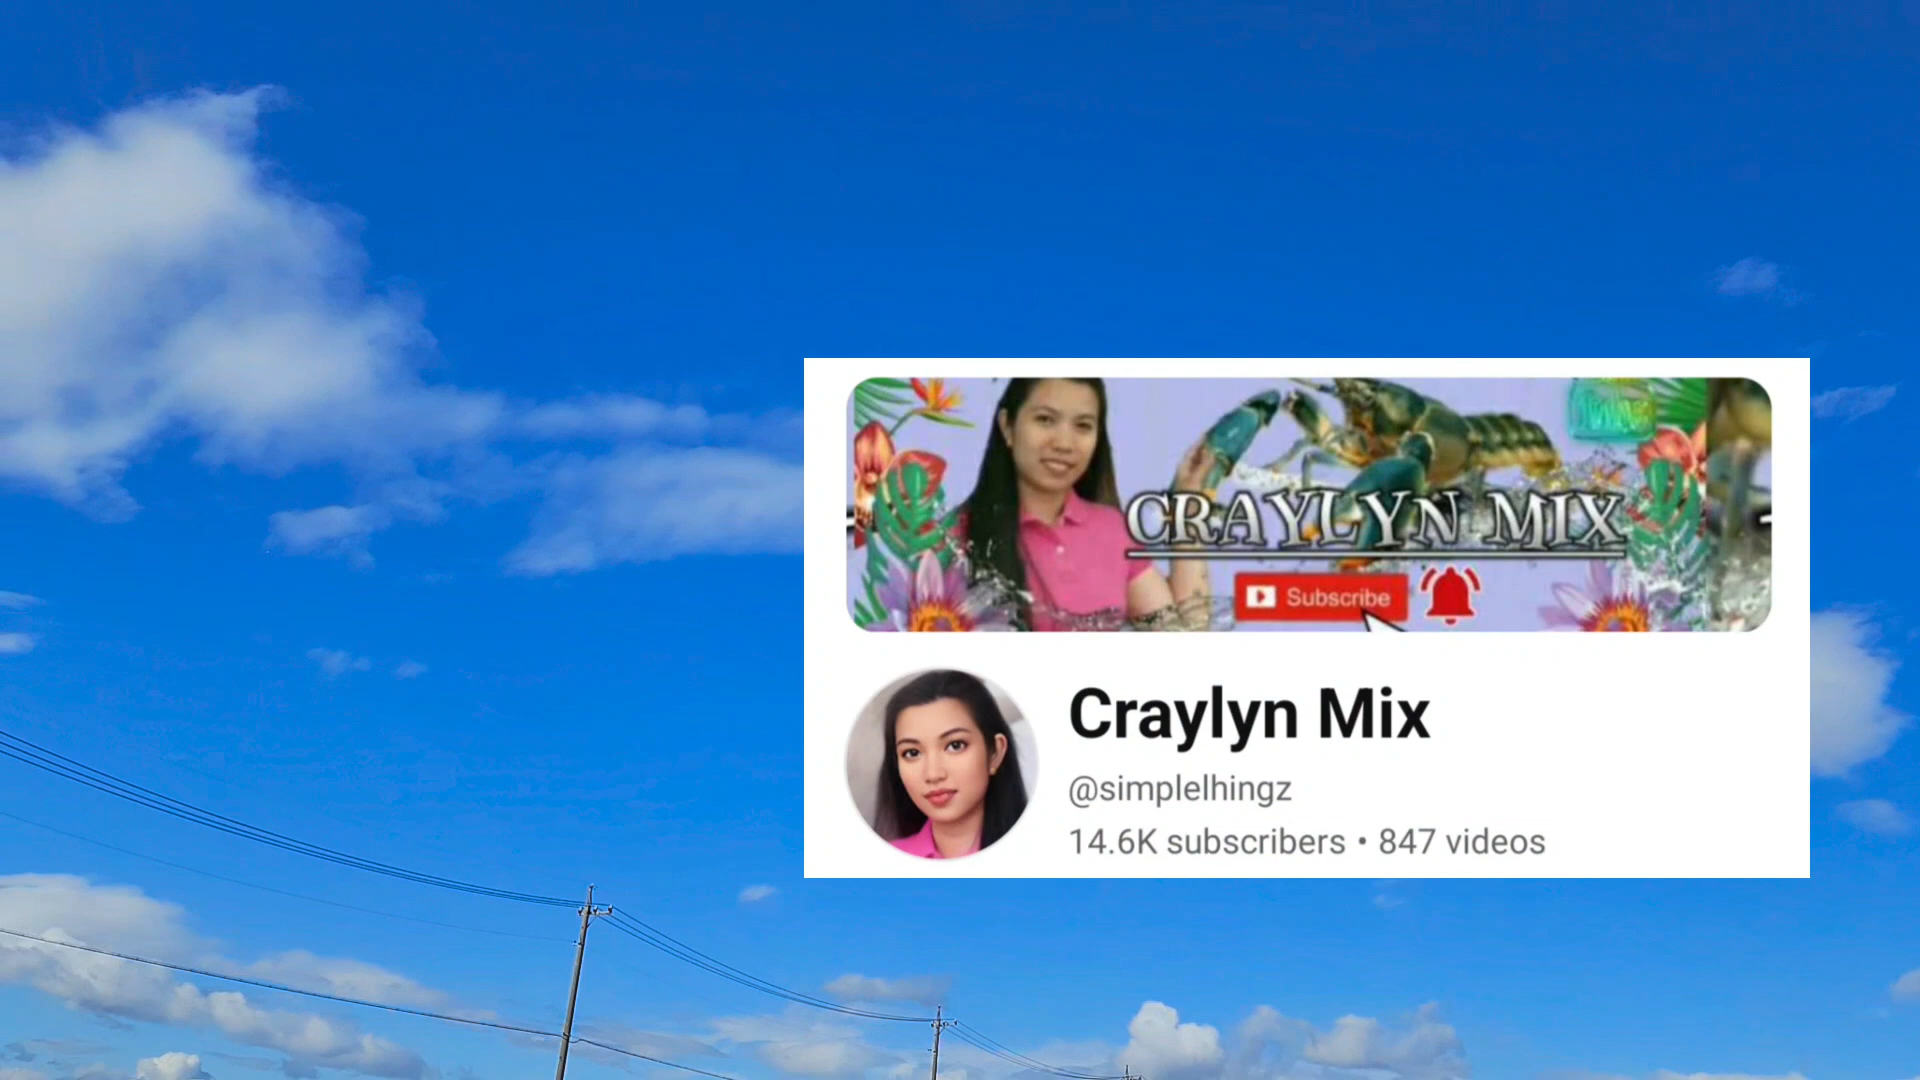 CRAYLYN MIX
Subscribe
Craylyn Mix
@simplelhingz
14.6K subscribers • 847 videos